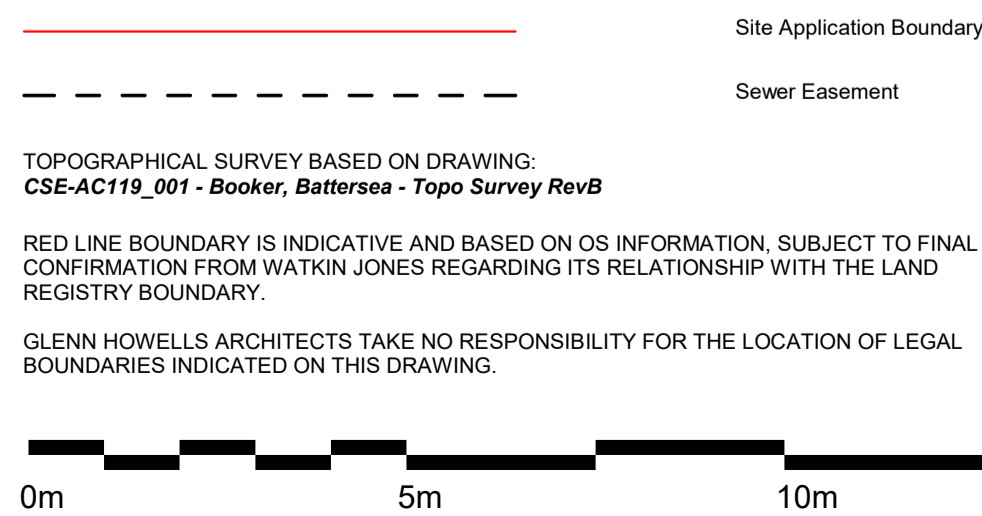 Site Application Boundary
Sewer Easement
TOPOGRAPHICAL SURVEY BASED ON DRAWING:
CSE-AC119_001 - Booker, Battersea - Topo Survey RevB
RED LINE BOUNDARY IS INDICATIVE AND BASED ON OS INFORMATION, SUBJECT TO FINAL
CONFIRMATION FROM WATKIN JONES REGARDING ITS RELATIONSHIP WITH THE LAND
REGISTRY BOUNDARY.
GLENN HOWELLS ARCHITECTS TAKE NO RESPONSIBILITY FOR THE LOCATION OF LEGAL
BOUNDARIES INDICATED ON THIS DRAWING.
0m 5m 10m